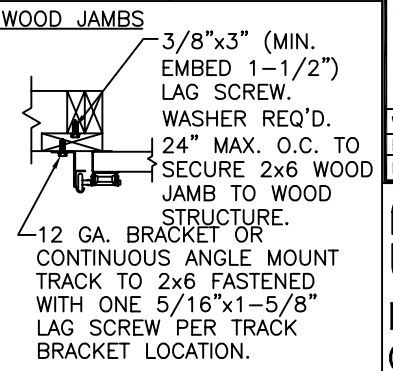 WOOD JAMBS
3/8"x3" (MIN.
EMBED 1-1/2")
LAG SCREW.
WASHER REQ'D.
24" MAX. O.C. TO
SECURE 2x6 WOOD
JAMB TO WOOD
STRUCTURE.
12 GA. BRACKET OR
CONTINUOUS ANGLE MOUNT
TRACK TO 2x6 FASTENED
WITH ONE 5/16"x1-5/8"
LAG SCREW PER TRACK
BRACKET LOCATION.